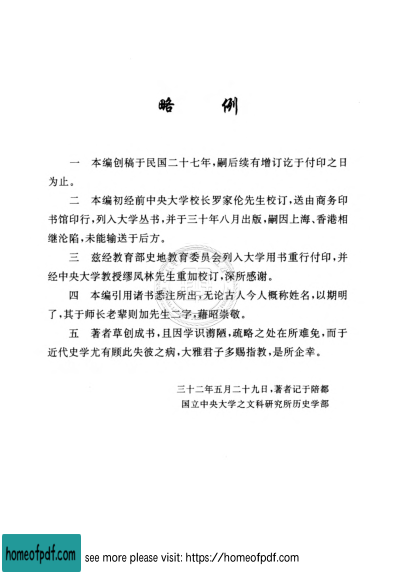 略 例
一 本编创稿于民国二十七年,嗣后续有增订讫于付印之日
为止。
二 本编初经前中央大学校长罗家伦先生校订,送由商务印
书馆印行,列入大学丛书,并于三十年八月出版,嗣因上海、香港相
继沦陷,未能输送于后方。
三 兹经教育部史地教育委员会列入大学用书重行付印,并
经中央大学教授缪凤林先生重加校订,深所感谢。
四 本编引用诸书悉注所出,无论古人今人概称姓名,以期明
了,其于师长老辈则加先生二字,藉昭崇敬。
五 著者草创成书,且因学识谫陋,疏略之处在所难免,而于
近代史学尤有顾此失彼之病,大雅君子多赐指教,是所企幸。
三十二年五月二十九日,著者记于陪都
国立中央大学之文科研究所历史学部
homeofpdf.com see more please visit: https://homeofpdf.com